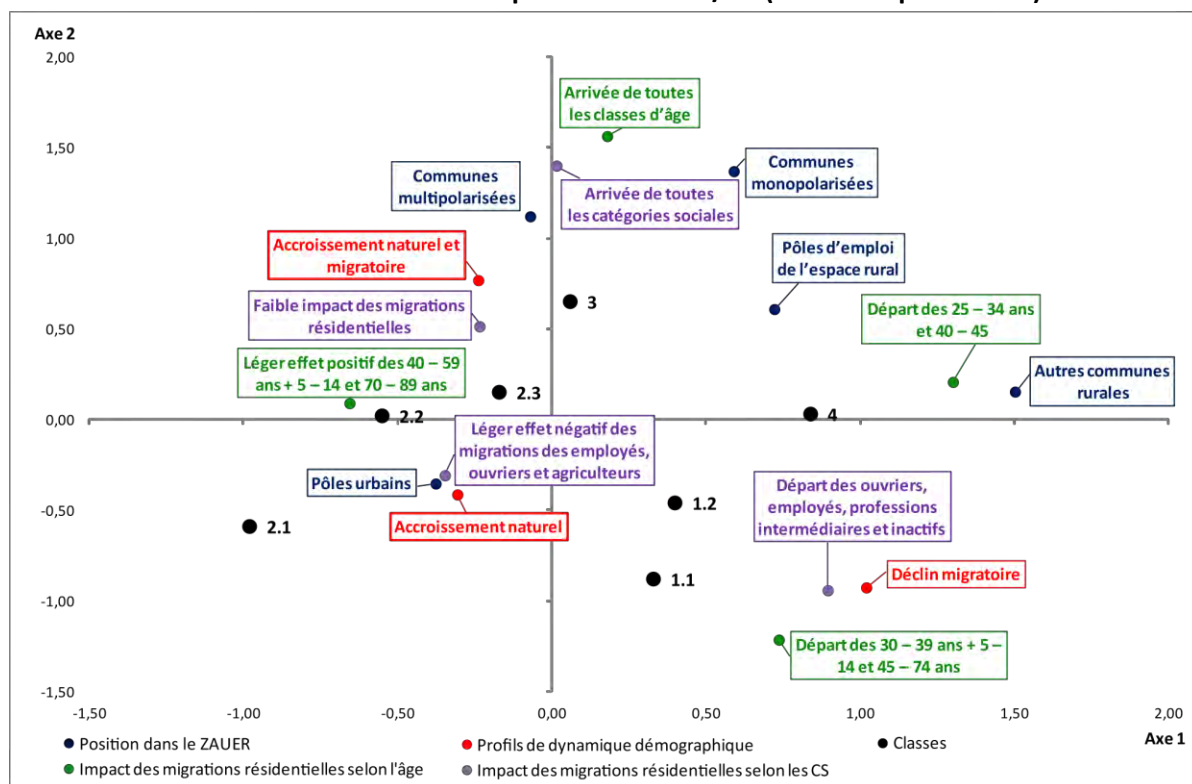 Axe 2
2,00
1,50
1,00
0,50
0,00
-0,50
-1,00
-1,50
Arrivée de toutes
les classes d’âge
Communes
multipolarisées
Arrivée de toutes
les catégories sociales
Communes
monopolarisées
Accroissement naturel et
migratoire
Pôles d’emploi
de l’espace rural
Faible impact des migrations
résidentielles
3
Départ des 25 – 34 ans
et 40 – 45
Léger effet positif des 40 – 59
ans + 5 – 14 et 70 – 89 ans
2.3
Autres communes
rurales
2.2
4
Léger effet négatif des
migrations des employés,
ouvriers et agriculteurs
Pôles urbains
Départ des ouvriers,
employés, professions
intermédiaires et inactifs
1.2
2.1
Accroissement naturel
1.1
Déclin migratoire
Départ des 30 – 39 ans + 5 –
14 et 45 – 74 ans
-1,50
-1,00
-0,50
0,00
0,50
1,00
1,50
2,00
Axe 1
Position dans le ZAUER
Profils de dynamique démographique
Classes
Impact des migrations résidentielles selon l'âge
Impact des migrations résidentielles selon les CS